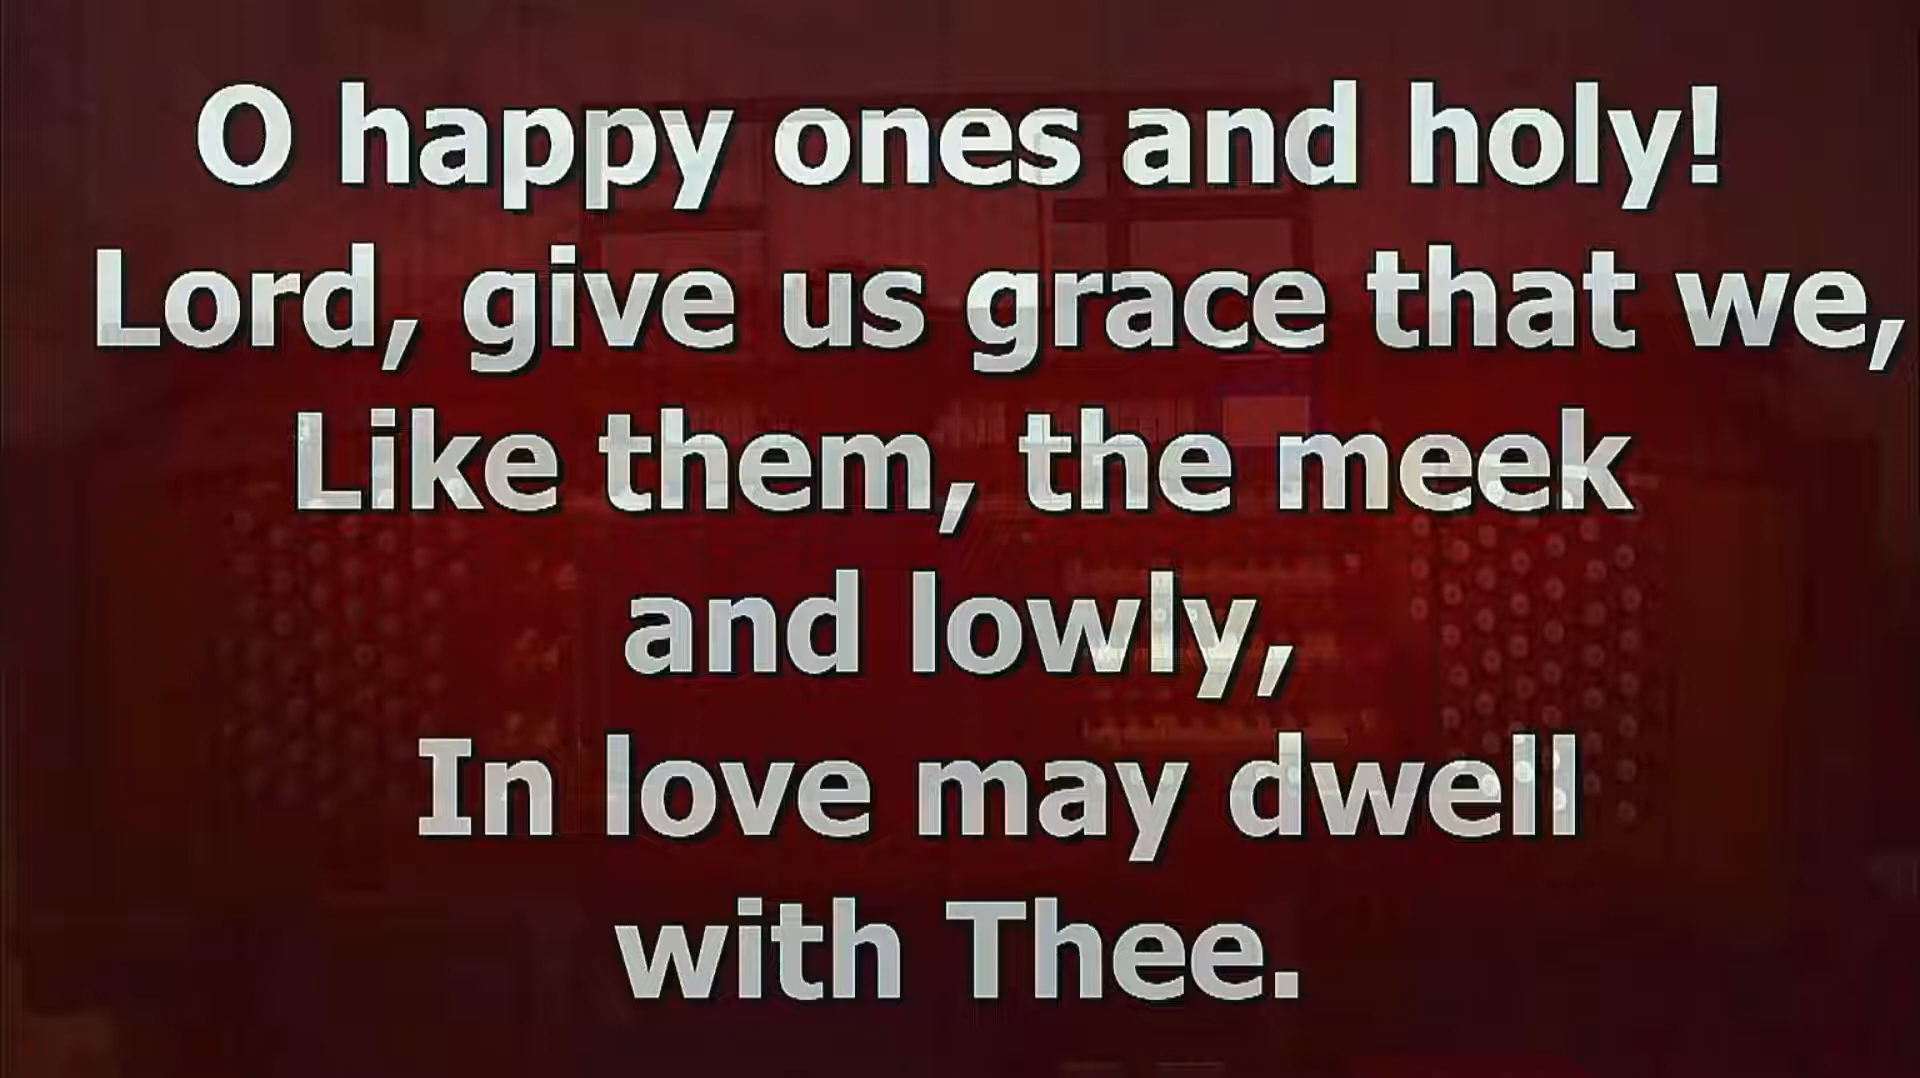 O happy ones and holy!
Lord, give us grace that we,
Like them, the meek
and lowly,
In love may dwell
with Thee.